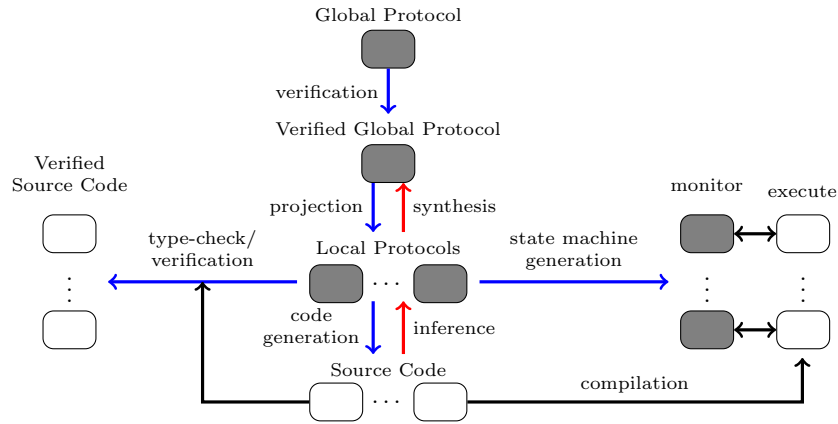 Global Protocol
verification
Verified Global Protocol
Verified
Source Code
projection
synthesis
monitor
execute
type-check/
verification
Local Protocols
state machine
generation
code
generation
inference
Source Code
compilation